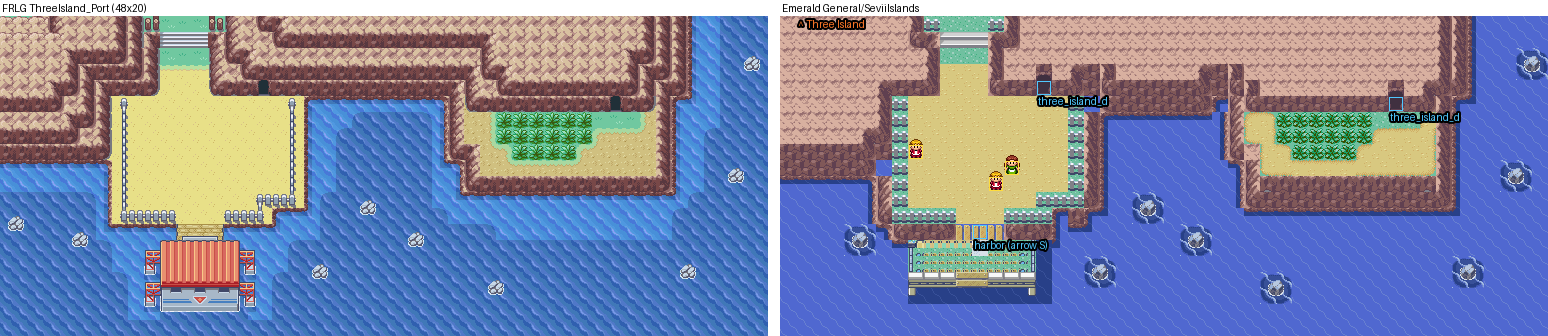 FRLG ThreeIsland_Port (48x20)
Emerald General/SeviiIslands
^ Three Island
three_island_d
three_island_d
harbor (arrow S)